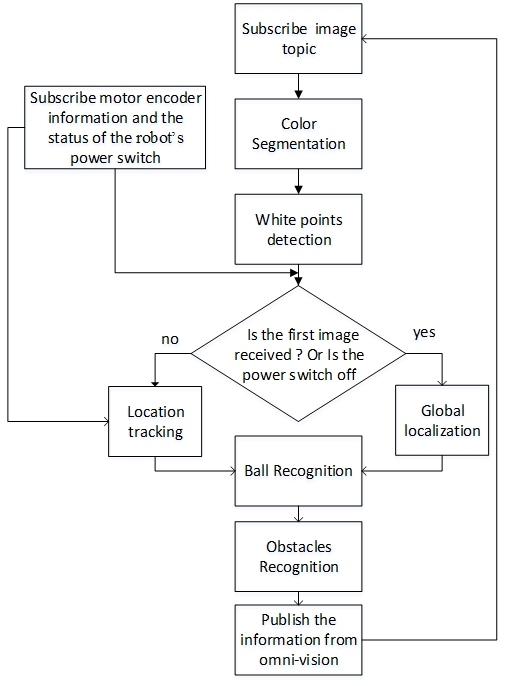 Subscribe image
topic
Subscribe motor encoder
information and the
status of the robot’s
power switch
Color
Segmentation
White points
detection
Is the first image
received ? Or Is the
power switch off
no
yes
Location
tracking
Global
localization
Ball Recognition
Obstacles
Recognition
Publish the
information from
omni-vision